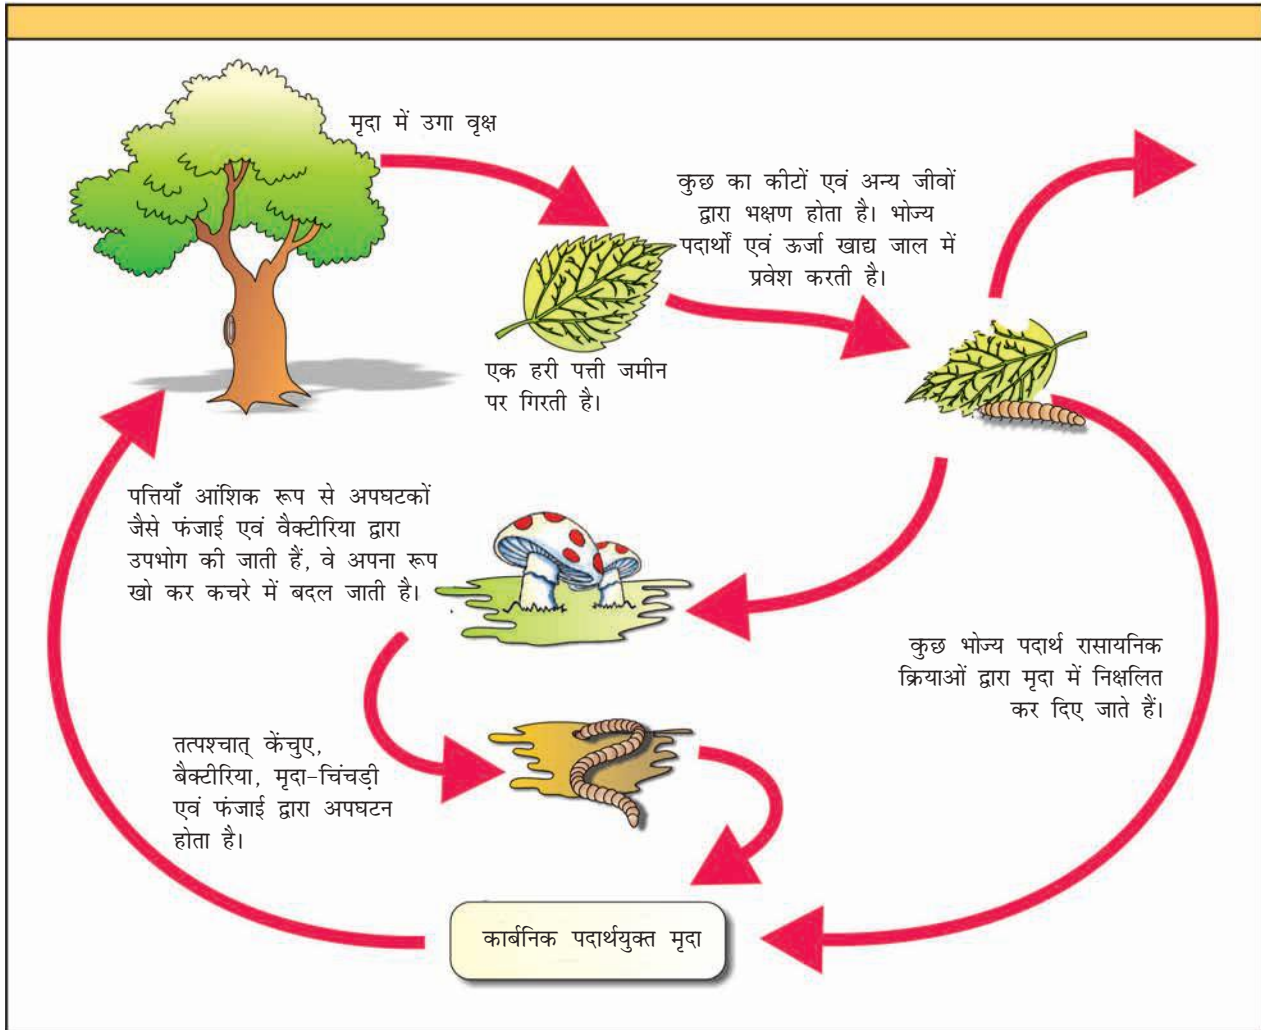 मृदा में उगा वृक्ष
कुछ का कीटों एवं अन्य जीवों
द्वारा भक्षण होता है। भोज्य
पदार्थों एवं ऊर्जा खाद्य जाल में
प्रवेश करती है।
एक हरी पत्ती जमीन
पर गिरती है।
पत्तियाँ आंशिक रूप से अपघटकों
जैसे फंजाई एवं वैक्टीरिया द्वारा
उपभोग की जाती हैं, वे अपना रूप
खो कर कचरे में बदल जाती है।
कुछ भोज्य पदार्थ रासायनिक
क्रियाओं द्वारा मृदा में निक्षलित
कर दिए जाते हैं।
तत्पश्चात् केंचुए,
बैक्टीरिया, मृदा-चिंचड़ी
एवं फंजाई द्वारा अपघटन
होता है।
कार्बनिक पदार्थयुक्त मृदा